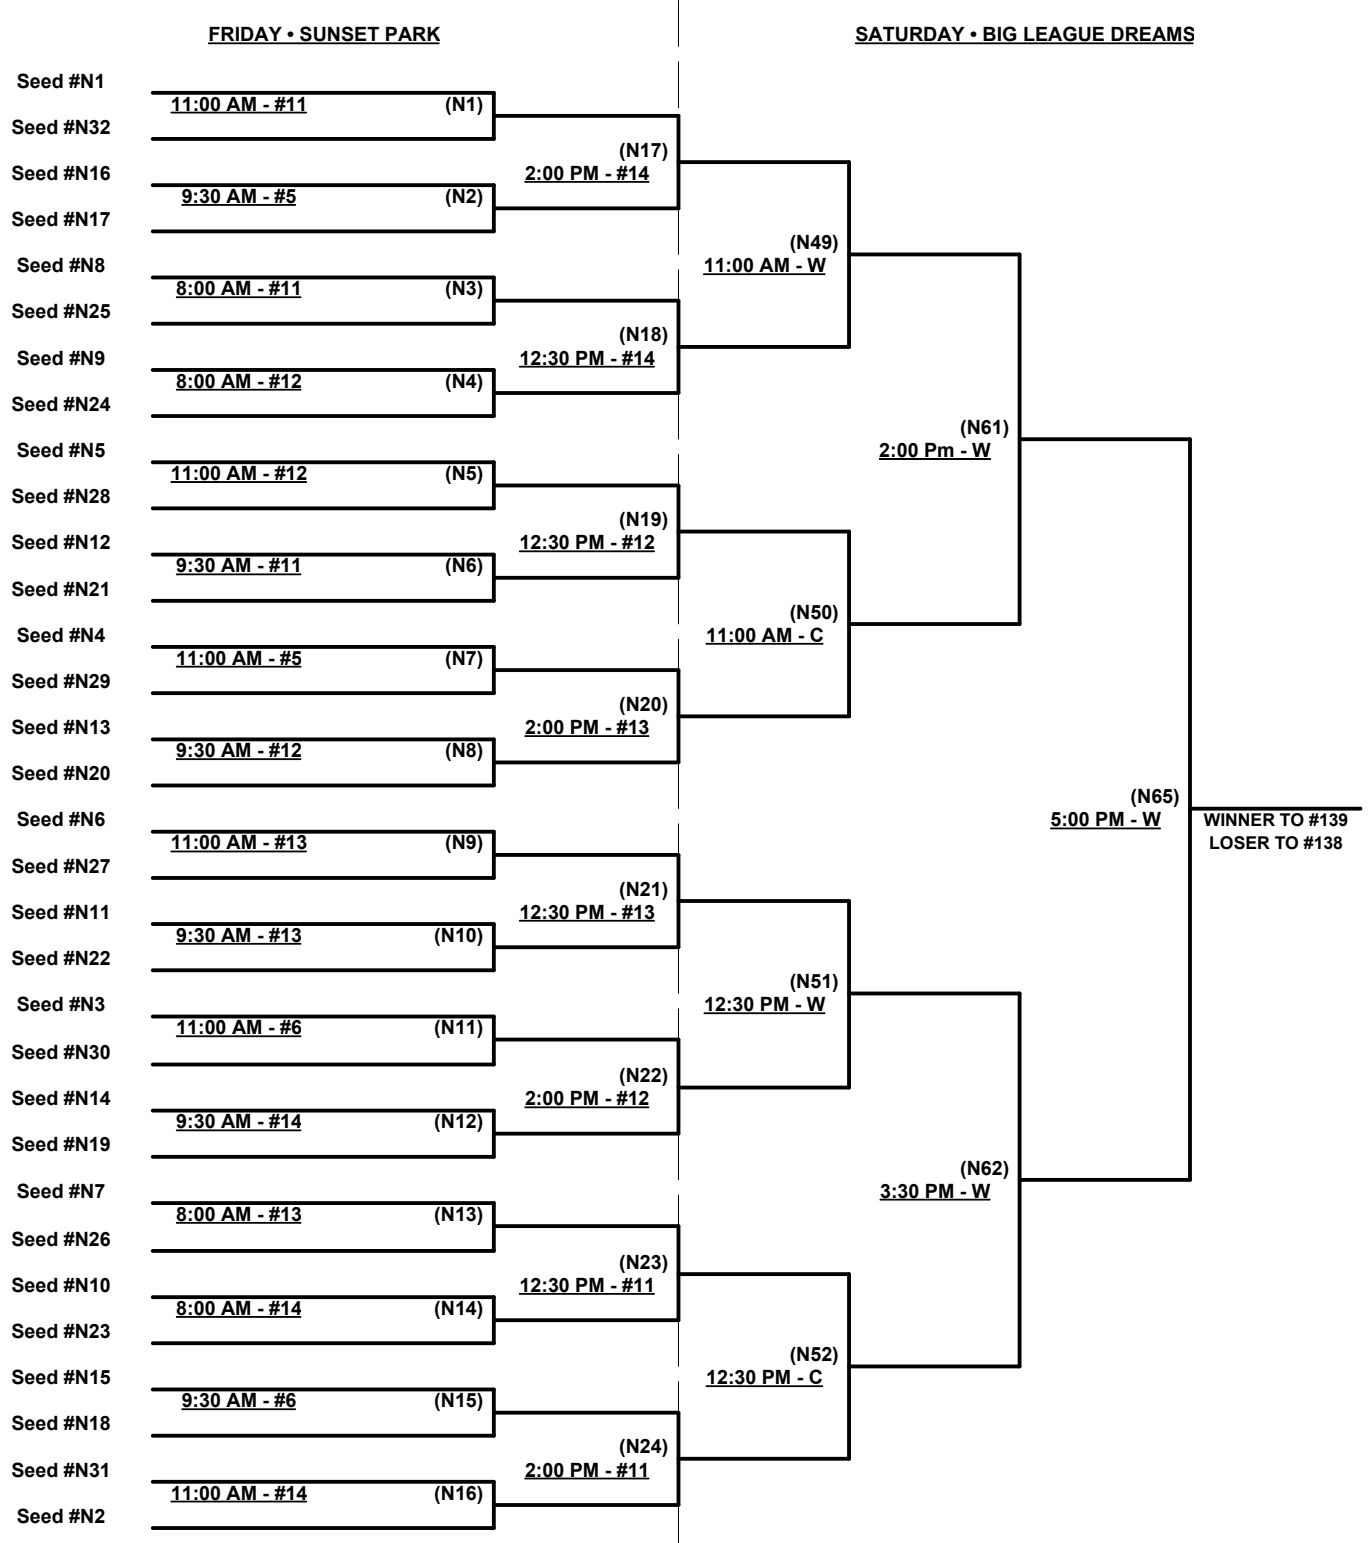 FRIDAY • SUNSET PARK
SATURDAY • BIG LEAGUE DREAMS
Seed #N1
11:00 AM - #11 (N1)
Seed #N32
(N17)
2:00 PM - #14
Seed #N16
9:30 AM - #5 (N2)
Seed #N17
(N49)
11:00 AM - W
Seed #N8
8:00 AM - #11 (N3)
Seed #N25
(N18)
12:30 PM - #14
Seed #N9
8:00 AM - #12 (N4)
Seed #N24
(N61)
2:00 Pm - W
Seed #N5
11:00 AM - #12 (N5)
Seed #N28
(N19)
12:30 PM - #12
Seed #N12
9:30 AM - #11 (N6)
Seed #N21
(N50)
11:00 AM - C
Seed #N4
11:00 AM - #5 (N7)
Seed #N29
(N20)
2:00 PM - #13
Seed #N13
9:30 AM - #12 (N8)
Seed #N20
(N65)
5:00 PM - W
WINNER TO #139
LOSER TO #138
Seed #N6
11:00 AM - #13 (N9)
Seed #N27
(N21)
12:30 PM - #13
Seed #N11
9:30 AM - #13 (N10)
Seed #N22
(N51)
12:30 PM - W
Seed #N3
11:00 AM - #6 (N11)
Seed #N30
(N22)
2:00 PM - #12
Seed #N14
9:30 AM - #14 (N12)
Seed #N19
(N62)
3:30 PM - W
Seed #N7
8:00 AM - #13 (N13)
Seed #N26
(N23)
12:30 PM - #11
Seed #N10
8:00 AM - #14 (N14)
Seed #N23
(N52)
12:30 PM - C
Seed #N15
9:30 AM - #6 (N15)
Seed #N18
(N24)
2:00 PM - #11
Seed #N31
11:00 AM - #14 (N16)
Seed #N2